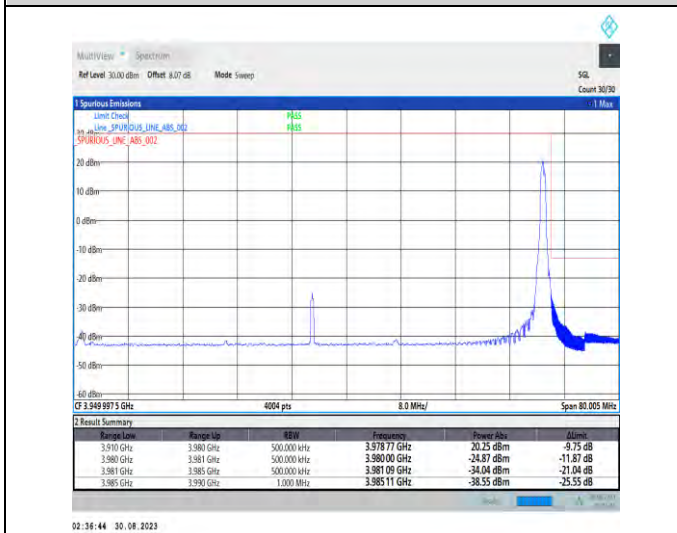 MultiView Spectrum
Ref Level 30.00 dBm Offset 8.07 dB Mode Sweep SGL
Count 30/30
1 Spurious Emissions 1 Max
Limit Check PASS
Line _SPURIOUS_LINE_ABS_002 PASS
_SPURIOUS_LINE_ABS_002
20 dBm
10 dBm
0 dBm
-10 dBm
-20 dBm
-30 dBm
-40 dBm
-50 dBm
-60 dBm
CF 3.949 997 5 GHz 4004 pts 8.0 MHz/ Span 80.005 MHz
2 Result Summary
Range Low Range Up RBW Frequency Power Abs ΔLimit
3.910 GHz 3.980 GHz 500.000 kHz 3.978 77 GHz 20.25 dBm -9.75 dB
3.980 GHz 3.981 GHz 500.000 kHz 3.980 00 GHz -24.87 dBm -11.87 dB
3.981 GHz 3.985 GHz 500.000 kHz 3.981 09 GHz -34.04 dBm -21.04 dB
3.985 GHz 3.990 GHz 1.000 MHz 3.985 11 GHz -38.55 dBm -25.55 dB
02:36:44 30.08.2023